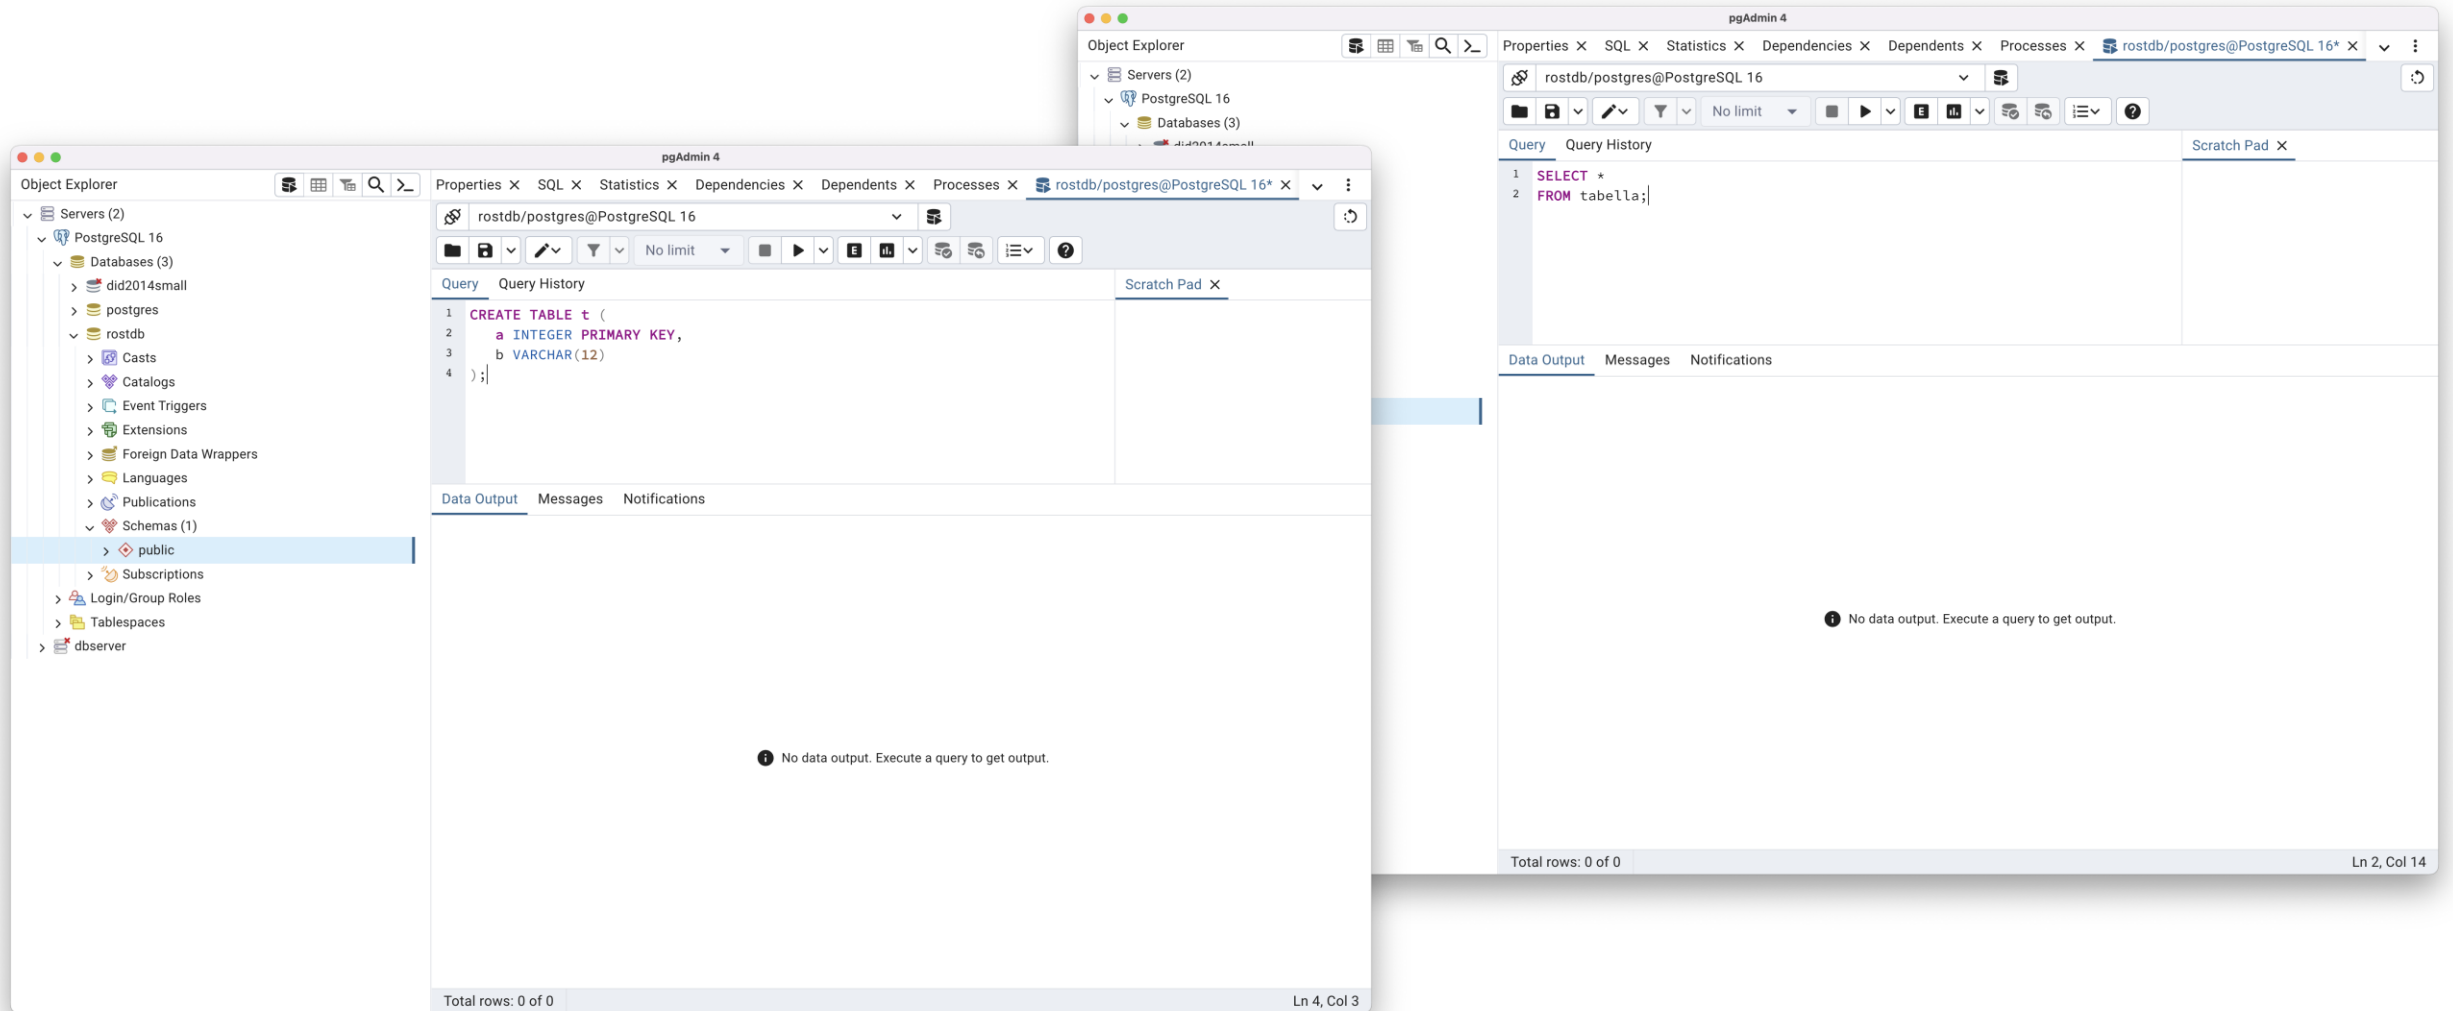 pgAdmin 4
Object Explorer
Properties SQL Statistics Dependencies Dependents Processes rostdb/postgres@PostgreSQL 16*
Servers (2)
PostgreSQL 16
Databases (3)
did2014small
rostdb/postgres@PostgreSQL 16
No limit
Query Query History
Scratch Pad
1 SELECT *
2 FROM tabella;
Data Output Messages Notifications
No data output. Execute a query to get output.
Total rows: 0 of 0
Ln 2, Col 14
pgAdmin 4
Object Explorer
Properties SQL Statistics Dependencies Dependents Processes rostdb/postgres@PostgreSQL 16*
Servers (2)
PostgreSQL 16
Databases (3)
did2014small
postgres
rostdb
Casts
Catalogs
Event Triggers
Extensions
Foreign Data Wrappers
Languages
Publications
Schemas (1)
public
Subscriptions
Login/Group Roles
Tablespaces
dbserver
rostdb/postgres@PostgreSQL 16
No limit
E
Query Query History
Scratch Pad
1 CREATE TABLE t (
2 a INTEGER PRIMARY KEY,
3 b VARCHAR(12)
4 );
Data Output Messages Notifications
No data output. Execute a query to get output.
Total rows: 0 of 0
Ln 4, Col 3